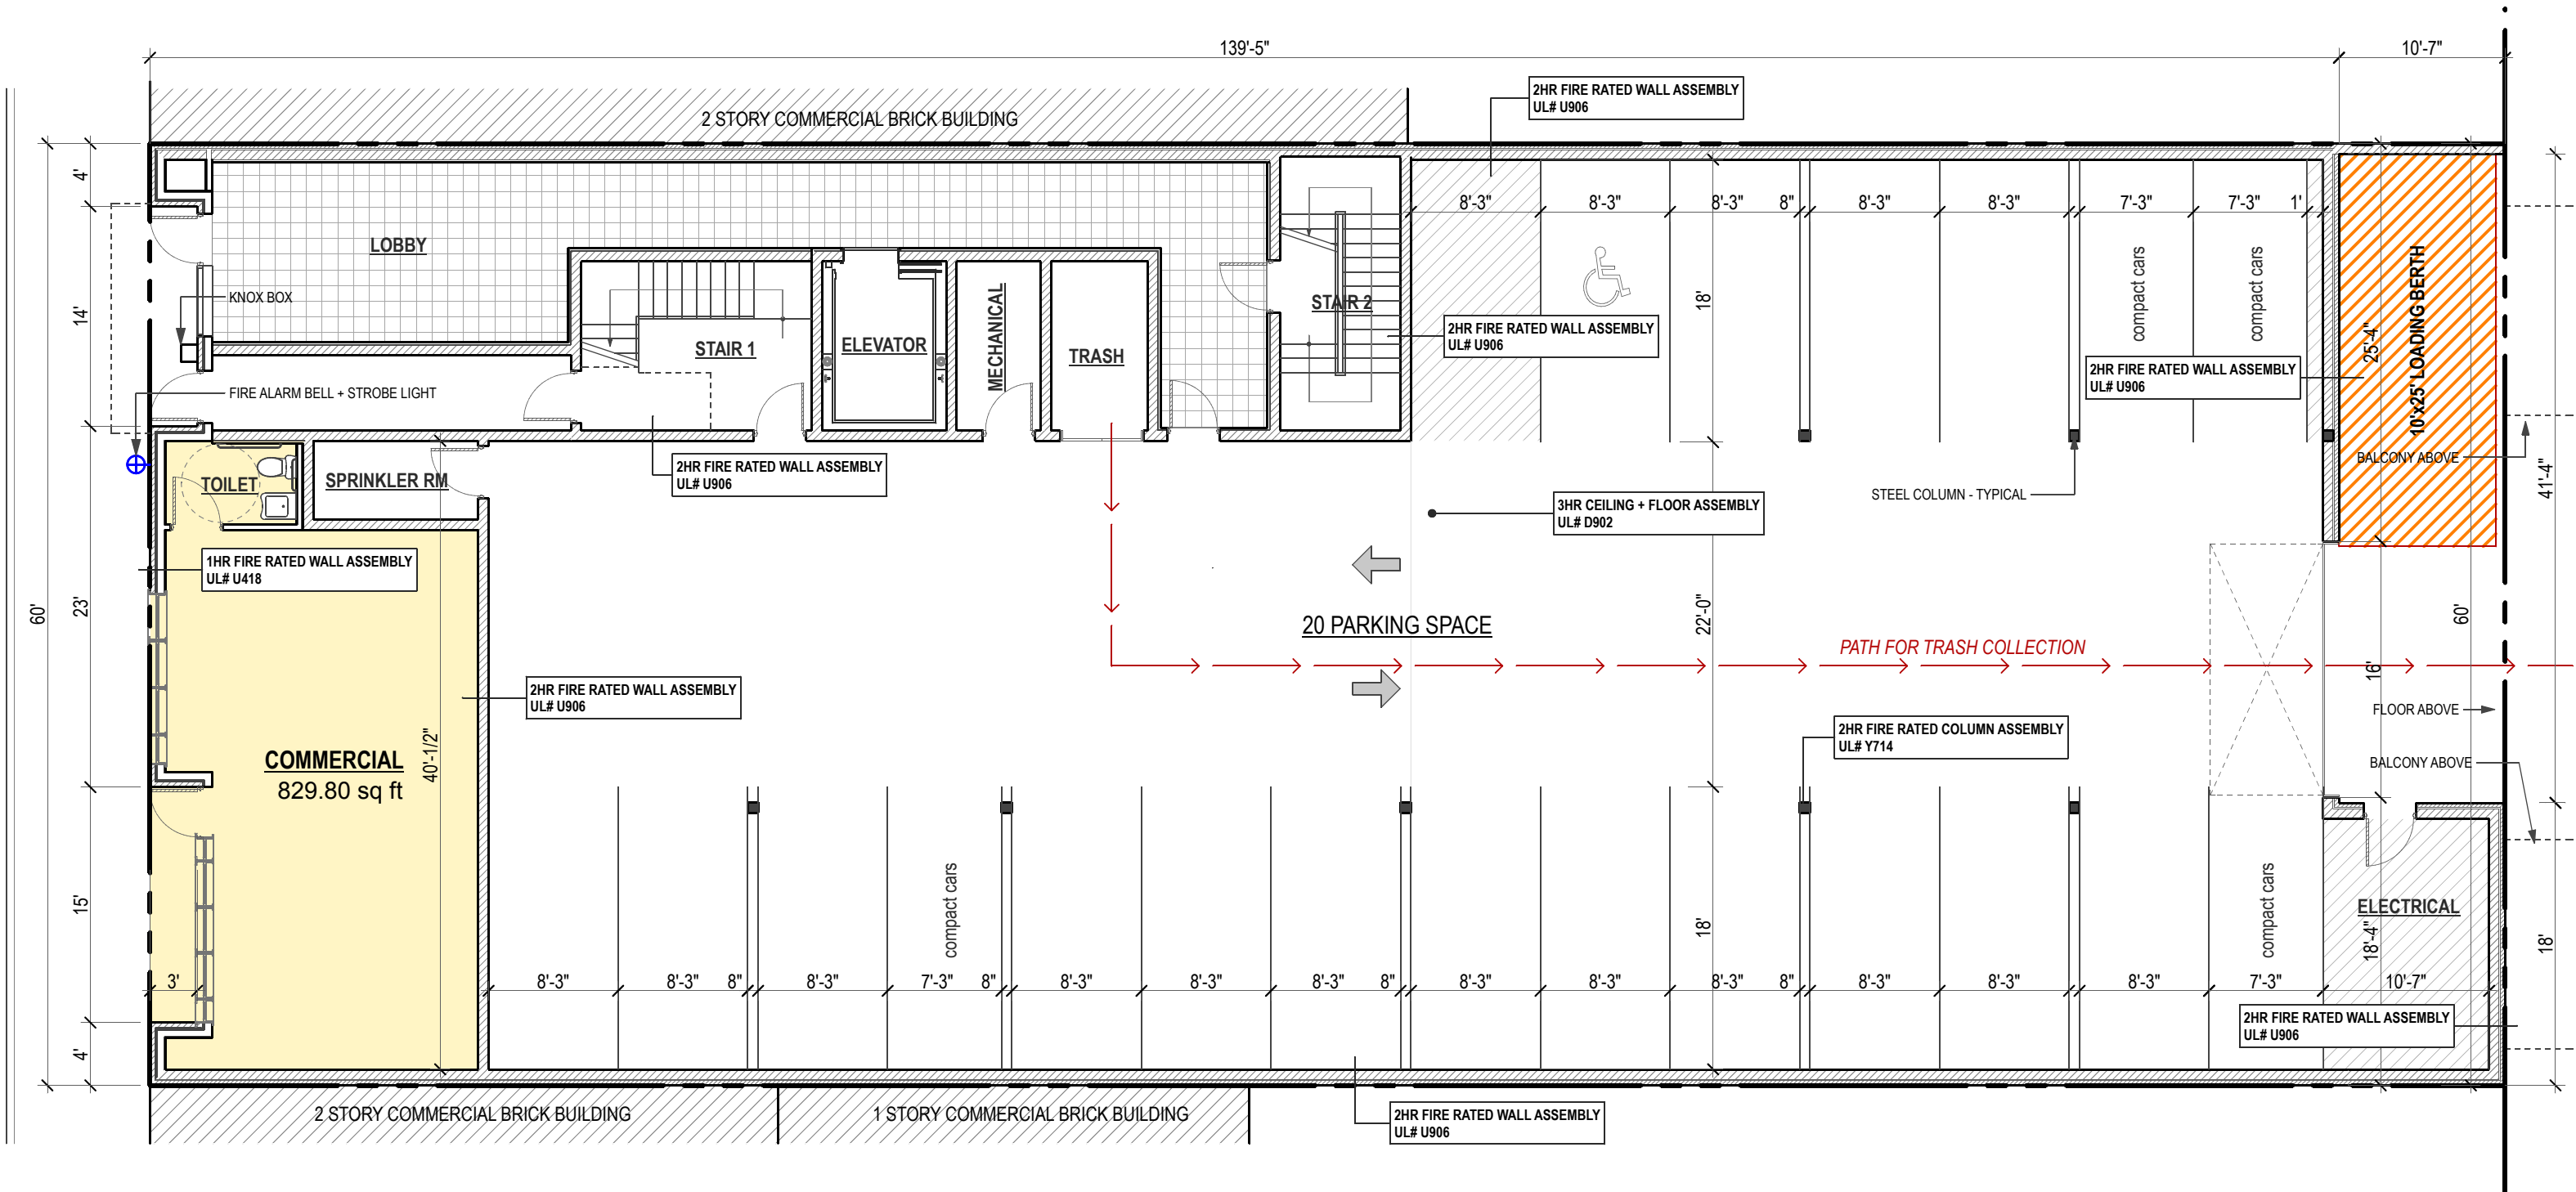 139'-5"
10'-7"
2HR FIRE RATED WALL ASSEMBLY
UL# U906
2 STORY COMMERCIAL BRICK BUILDING
4'
8'-3"
8'-3"
8'-3"
8"
8'-3"
8'-3"
7'-3"
7'-3"
1'
LOBBY
KNOX BOX
14'
18'
compact cars
compact cars
10'x25' LOADING BERTH
25'-4"
STAIR 1
ELEVATOR
MECHANICAL
TRASH
STAIR 2
2HR FIRE RATED WALL ASSEMBLY
UL# U906
2HR FIRE RATED WALL ASSEMBLY
UL# U906
FIRE ALARM BELL + STROBE LIGHT
BALCONY ABOVE
41'-4"
2HR FIRE RATED WALL ASSEMBLY
UL# U906
TOILET
SPRINKLER RM
STEEL COLUMN - TYPICAL
3HR CEILING + FLOOR ASSEMBLY
UL# D902
1HR FIRE RATED WALL ASSEMBLY
UL# U418
60'
23'
22'-0"
60'
20 PARKING SPACE
PATH FOR TRASH COLLECTION
16'
2HR FIRE RATED WALL ASSEMBLY
UL# U906
FLOOR ABOVE
2HR FIRE RATED COLUMN ASSEMBLY
UL# Y714
BALCONY ABOVE
COMMERCIAL
829.80 sq ft
40'-1/2"
15'
compact cars
18'
compact cars
ELECTRICAL
18'-4"
18'
3'
8'-3"
8'-3"
8"
8'-3"
7'-3"
8"
8'-3"
8'-3"
8'-3"
8"
8'-3"
8'-3"
8'-3"
8"
8'-3"
8'-3"
8'-3"
7'-3"
10'-7"
2HR FIRE RATED WALL ASSEMBLY
UL# U906
4'
2 STORY COMMERCIAL BRICK BUILDING
1 STORY COMMERCIAL BRICK BUILDING
2HR FIRE RATED WALL ASSEMBLY
UL# U906